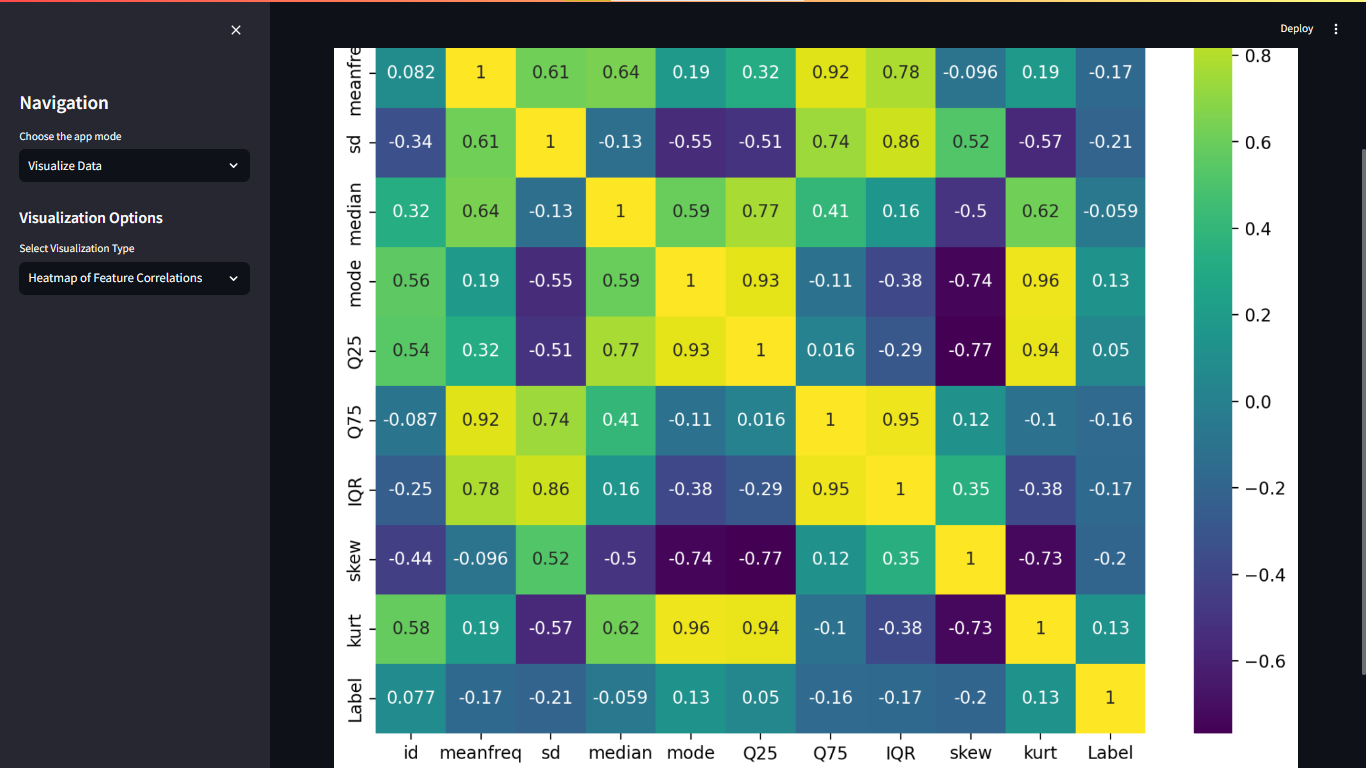 Deploy
Navigation
Choose the app mode
Visualize Data
Visualization Options
Select Visualization Type
Heatmap of Feature Correlations
meanfre 0.082 1 0.61 0.64 0.19 0.32 0.92 0.78 -0.096 0.19 -0.17
sd -0.34 0.61 1 -0.13 -0.55 -0.51 0.74 0.86 0.52 -0.57 -0.21
median 0.32 0.64 -0.13 1 0.59 0.77 0.41 0.16 -0.5 0.62 -0.059
mode 0.56 0.19 -0.55 0.59 1 0.93 -0.11 -0.38 -0.74 0.96 0.13
Q25 0.54 0.32 -0.51 0.77 0.93 1 0.016 -0.29 -0.77 0.94 0.05
Q75 -0.087 0.92 0.74 0.41 -0.11 0.016 1 0.95 0.12 -0.1 -0.16
IQR -0.25 0.78 0.86 0.16 -0.38 -0.29 0.95 1 0.35 -0.38 -0.17
skew -0.44 -0.096 0.52 -0.5 -0.74 -0.77 0.12 0.35 1 -0.73 -0.2
kurt 0.58 0.19 -0.57 0.62 0.96 0.94 -0.1 -0.38 -0.73 1 0.13
Label 0.077 -0.17 -0.21 -0.059 0.13 0.05 -0.16 -0.17 -0.2 0.13 1
id meanfreq sd median mode Q25 Q75 IQR skew kurt Label
0.8
0.6
0.4
0.2
0.0
−0.2
−0.4
−0.6